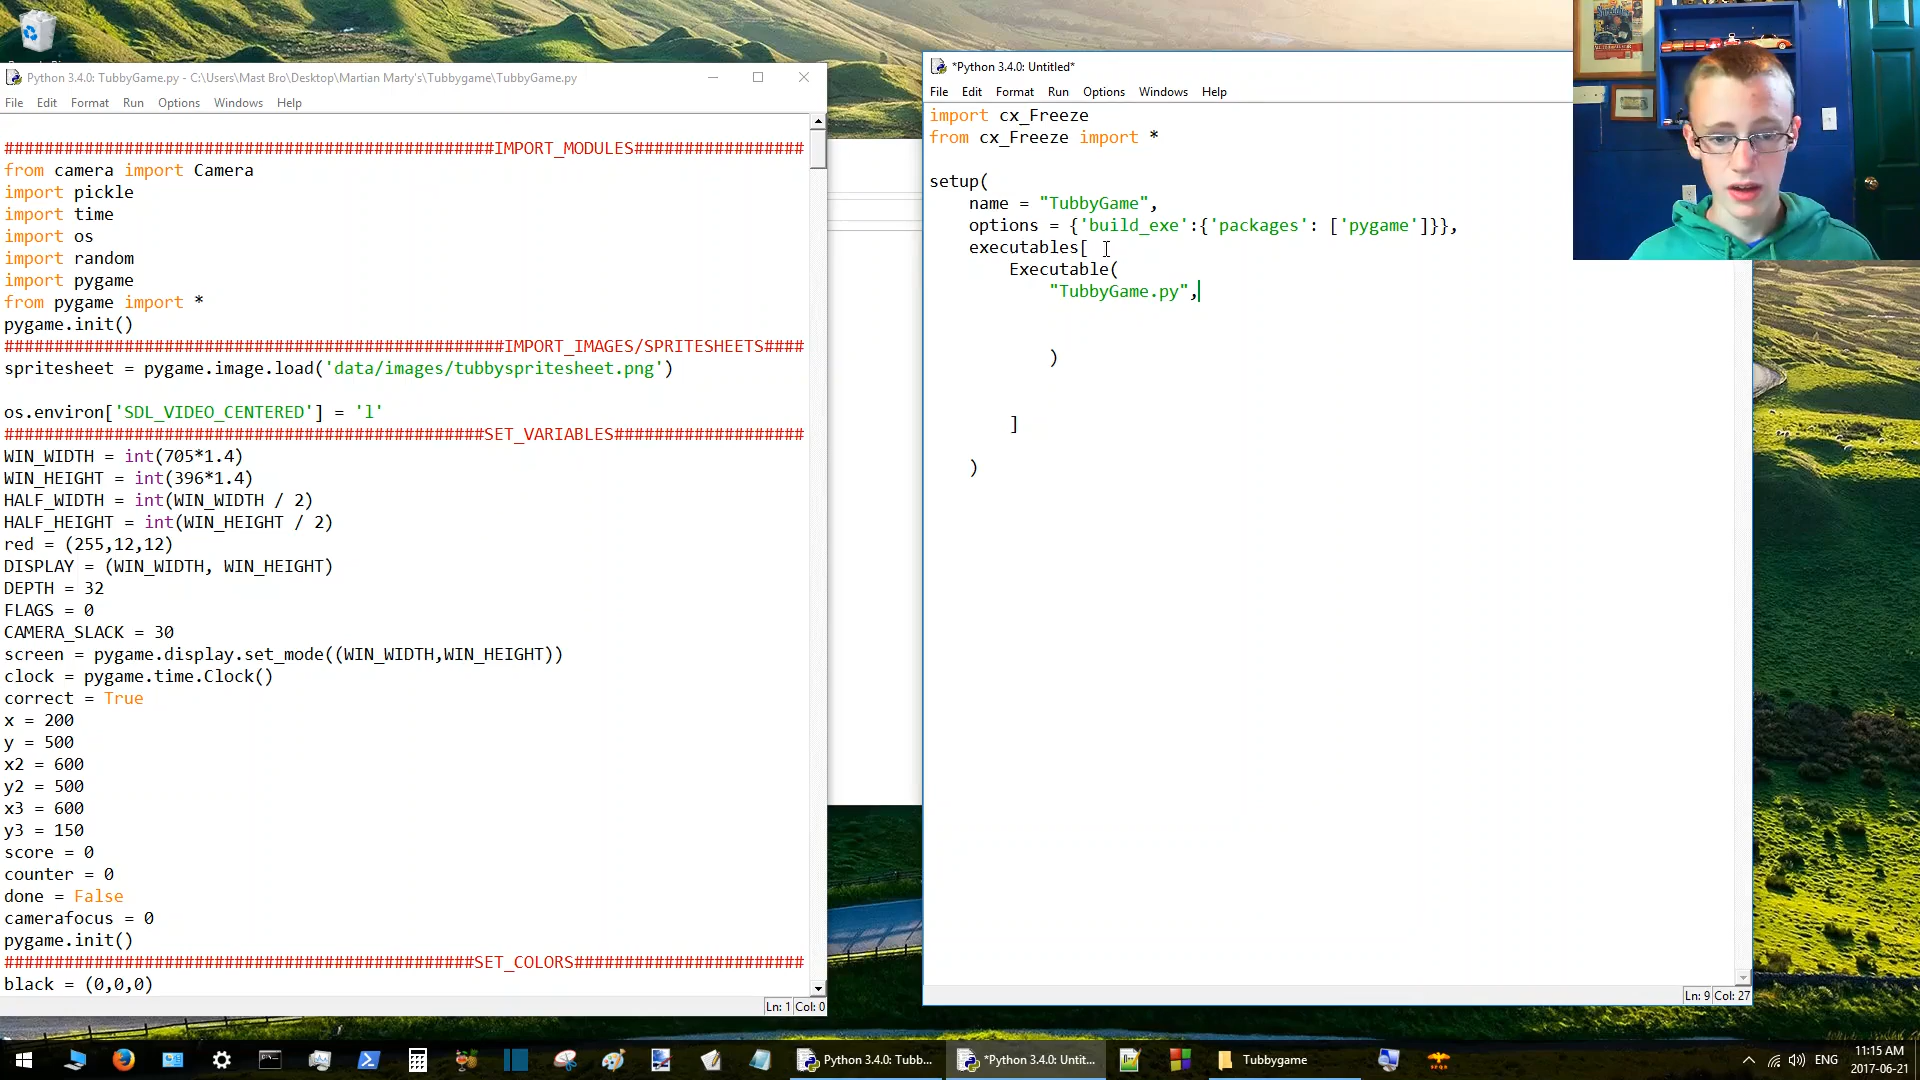 Python 3.4.0: TubbyGame.py - C:\Users\Mast Bro\Desktop\Martian Marty's\Tubbygame\TubbyGame.py
File Edit Format Run Options Windows Help
#################################################IMPORT_MODULES#################
from camera import Camera
import pickle
import time
import os
import random
import pygame
from pygame import *
pygame.init()
##################################################IMPORT_IMAGES/SPRITESHEETS####
spritesheet = pygame.image.load('data/images/tubbyspritesheet.png')
os.environ['SDL_VIDEO_CENTERED'] = 'l'
################################################SET_VARIABLES###################
WIN_WIDTH = int(705*1.4)
WIN_HEIGHT = int(396*1.4)
HALF_WIDTH = int(WIN_WIDTH / 2)
HALF_HEIGHT = int(WIN_HEIGHT / 2)
red = (255,12,12)
DISPLAY = (WIN_WIDTH, WIN_HEIGHT)
DEPTH = 32
FLAGS = 0
CAMERA_SLACK = 30
screen = pygame.display.set_mode((WIN_WIDTH,WIN_HEIGHT))
clock = pygame.time.Clock()
correct = True
x = 200
y = 500
x2 = 600
y2 = 500
x3 = 600
y3 = 150
score = 0
counter = 0
done = False
camerafocus = 0
pygame.init()
###############################################SET_COLORS#######################
black = (0,0,0)
Ln: 1 Col: 0
*Python 3.4.0: Untitled*
File Edit Format Run Options Windows Help
import cx_Freeze
from cx_Freeze import *
setup(
name = "TubbyGame",
options = {'build_exe':{'packages': ['pygame']}},
executables[
Executable(
"TubbyGame.py",
)
]
)
Ln: 9 Col: 27
Python 3.4.0: Tubb...
*Python 3.4.0: Untit...
Tubbygame
ENG
11:15 AM
2017-06-21